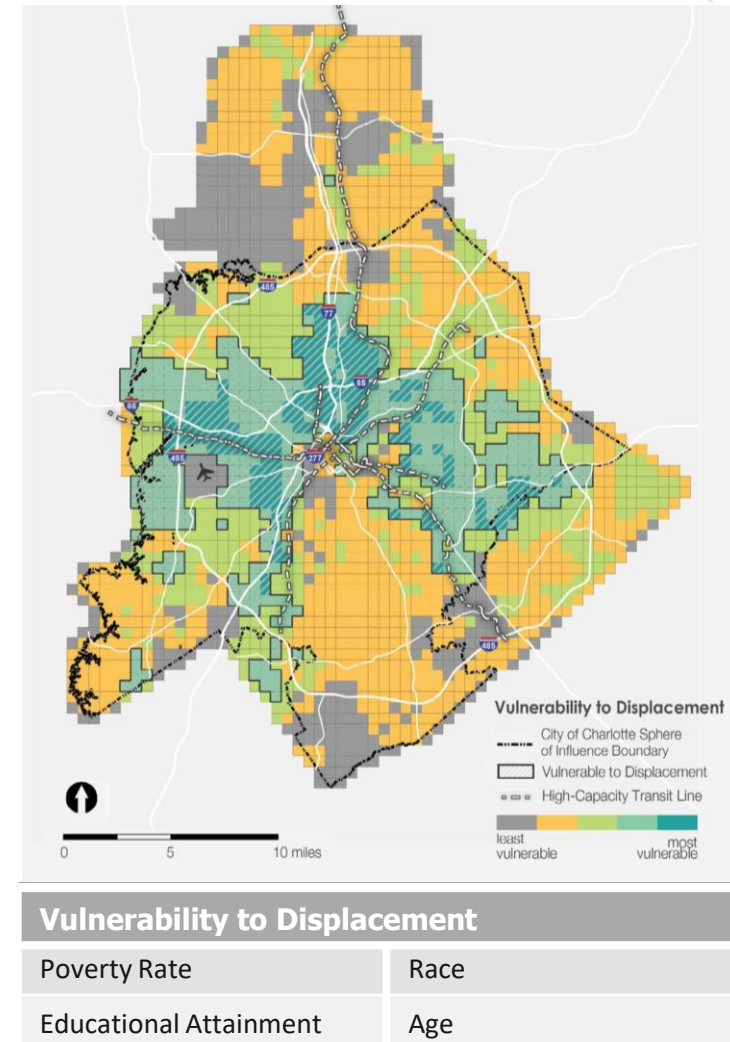 485
77
85
85
485
277
485
Vulnerability to Displacement
City of Charlotte Sphere
of Influence Boundary
Vulnerable to Displacement
High-Capacity Transit Line
least
vulnerable
most
vulnerable
0 5 10 miles
Vulnerability to Displacement
Poverty Rate Race
Educational Attainment Age